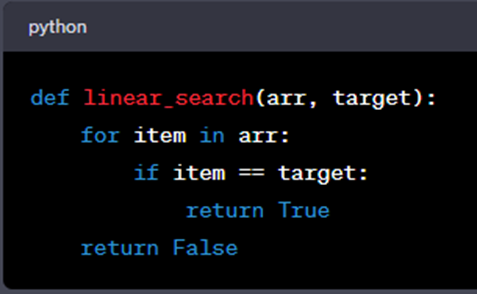 python
def linear_search(arr, target):
    for item in arr:
        if item == target:
            return True
    return False